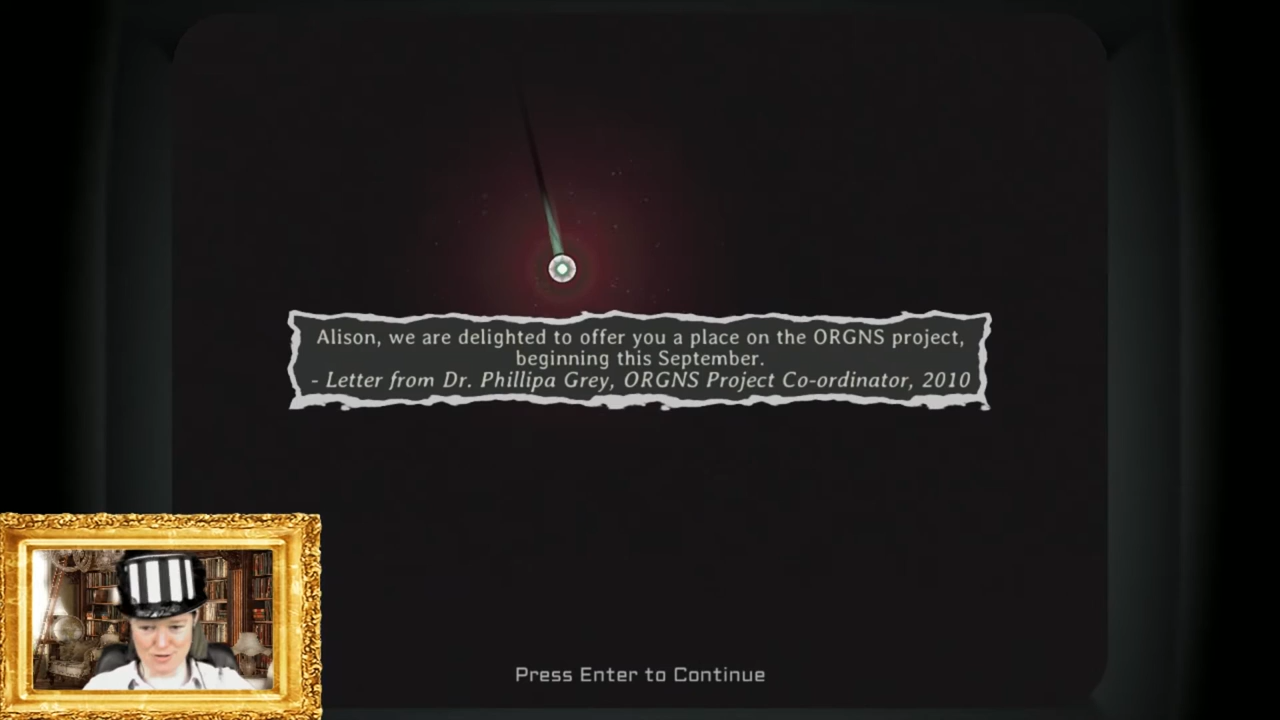 Alison, we are delighted to offer you a place on the ORGNS project,
beginning this September.
- Letter from Dr. Phillipa Grey, ORGNS Project Co-ordinator, 2010
Press Enter to Continue